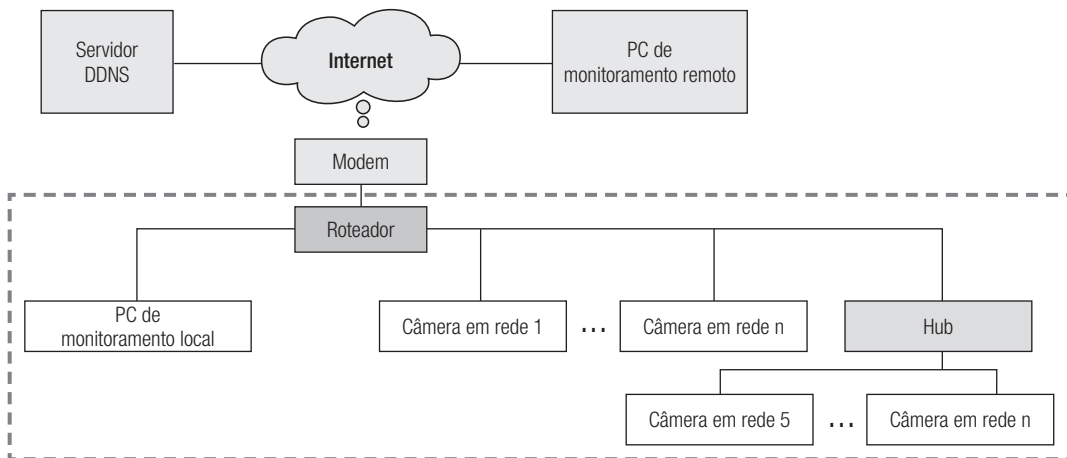 Servidor
DDNS
Internet
PC de
monitoramento remoto
Modem
Roteador
PC de
monitoramento local
Câmera em rede 1
...
Câmera em rede n
Hub
Câmera em rede 5
...
Câmera em rede n